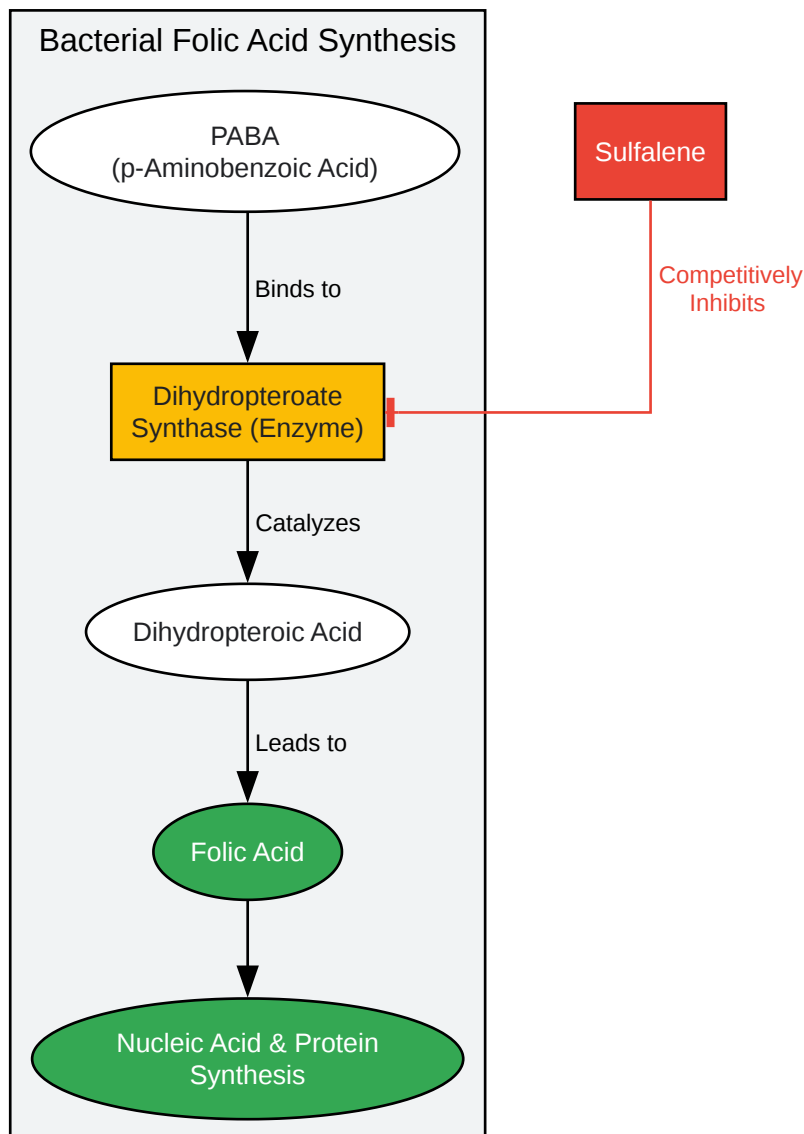 Bacterial Folic Acid Synthesis
PABA
(p-Aminobenzoic Acid)
Sulfalene
Competitively
Inhibits
Binds to
Dihydropteroate
Synthase (Enzyme)
Catalyzes
Dihydropteroic Acid
Leads to
Folic Acid
Nucleic Acid & Protein
Synthesis